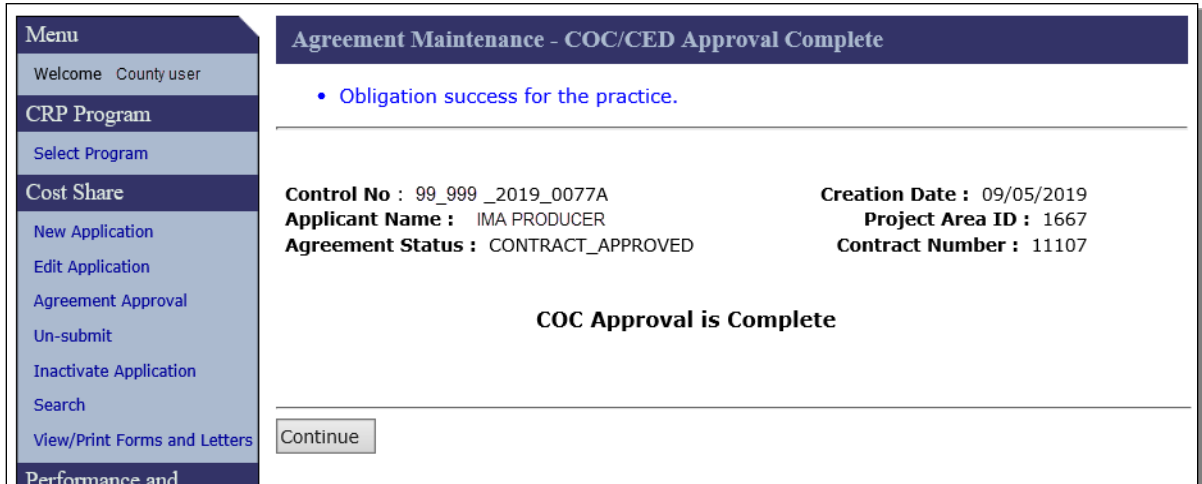 Menu
Welcome County user
CRP Program
Select Program
Cost Share
New Application
Edit Application
Agreement Approval
Un-submit
Inactivate Application
Search
View/Print Forms and Letters
Performance and
Agreement Maintenance - COC/CED Approval Complete
• Obligation success for the practice.
Control No : 99_999 _2019_0077A Creation Date : 09/05/2019
Applicant Name : IMA PRODUCER Project Area ID : 1667
Agreement Status : CONTRACT_APPROVED Contract Number : 11107
COC Approval is Complete
Continue